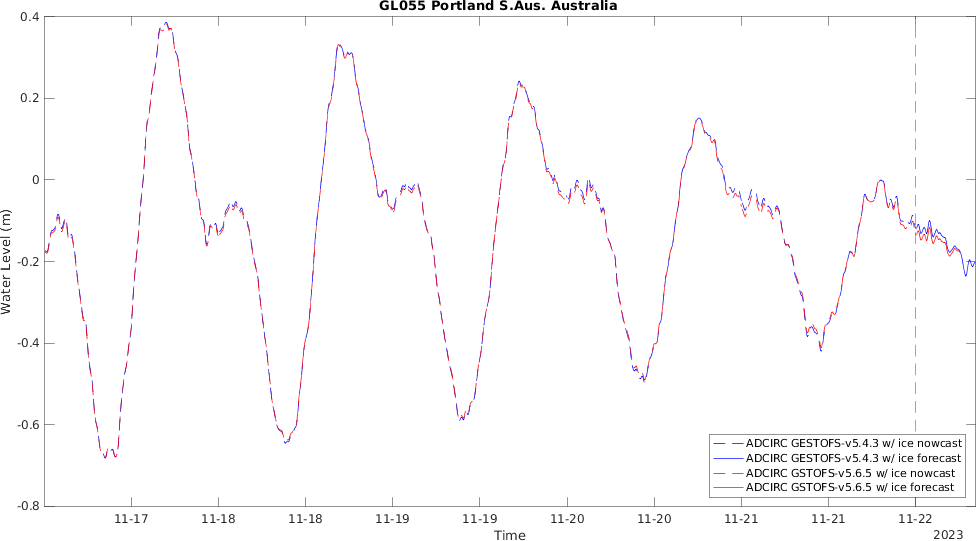 GL055 Portland S.Aus. Australia
0.4
0.2
0
-0.2
-0.4
-0.6
-0.8
Water Level (m)
11-17 11-18 11-18 11-19 11-19 11-20 11-20 11-21 11-21 11-22
Time
2023
ADCIRC GESTOFS-v5.4.3 w/ ice nowcast
ADCIRC GESTOFS-v5.4.3 w/ ice forecast
ADCIRC GSTOFS-v5.6.5 w/ ice nowcast
ADCIRC GSTOFS-v5.6.5 w/ ice forecast